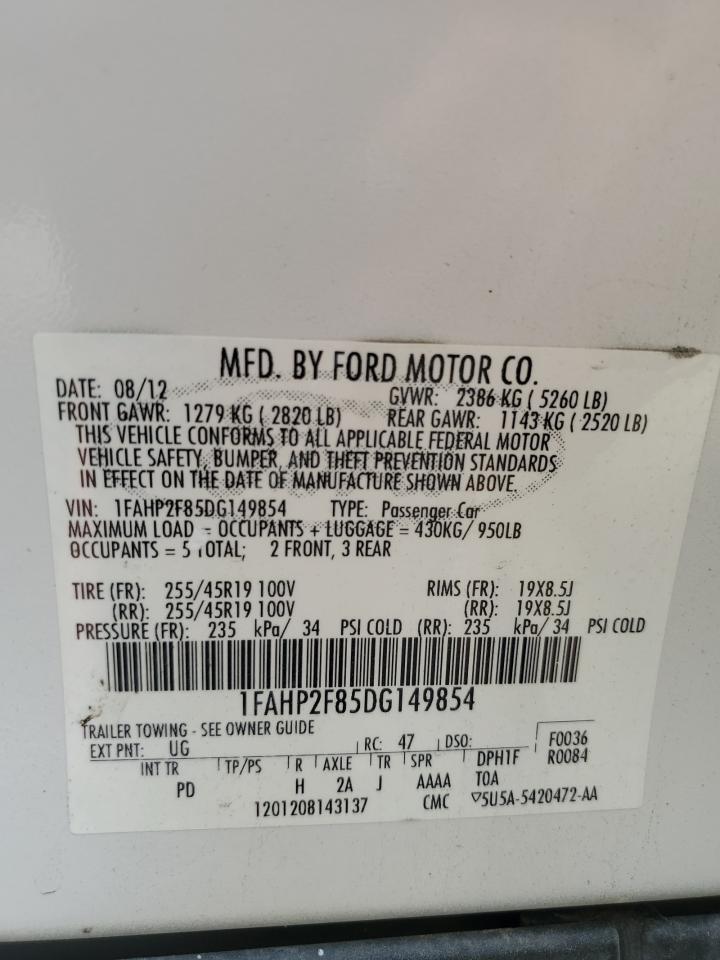 MFD. BY FORD MOTOR CO.
DATE: 08/12 GVWR: 2386 KG ( 5260 LB)
FRONT GAWR: 1279 KG ( 2820 LB) REAR GAWR: 1143 KG ( 2520 LB)
THIS VEHICLE CONFORMS TO ALL APPLICABLE FEDERAL MOTOR
VEHICLE SAFETY, BUMPER, AND THEFT PREVENTION STANDARDS
IN EFFECT ON THE DATE OF MANUFACTURE SHOWN ABOVE.
VIN: 1FAHP2F85DG149854 TYPE: Passenger Car
MAXIMUM LOAD = OCCUPANTS + LUGGAGE = 430KG/ 950LB
OCCUPANTS = 5 TOTAL; 2 FRONT, 3 REAR
TIRE (FR): 255/45R19 100V RIMS (FR): 19X8.5J
(RR): 255/45R19 100V (RR): 19X8.5J
PRESSURE (FR): 235 kPa/ 34 PSI COLD (RR): 235 kPa/ 34 PSI COLD
1FAHP2F85DG149854
TRAILER TOWING - SEE OWNER GUIDE
EXT PNT: UG RC: 47 DSO: F0036
INT TR TP/PS R AXLE TR SPR DPH1F R0084
PD H 2A J AAAA TOA
1201208143137 CMC ▽5U5A-5420472-AA